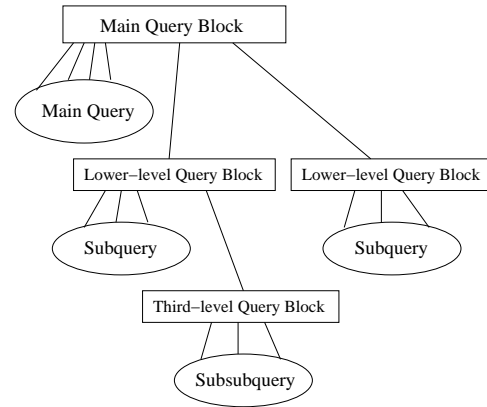 Main Query Block
Main Query
Lower−level Query Block
Lower−level Query Block
Subquery
Subquery
Third−level Query Block
Subsubquery